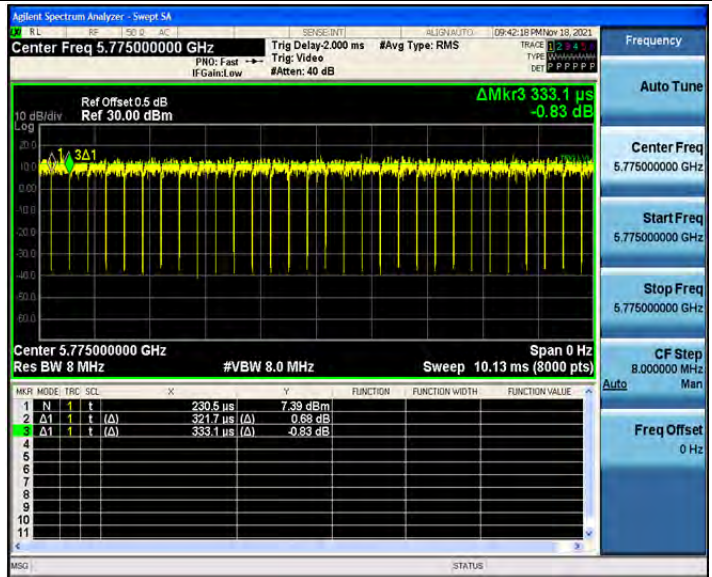 Agilent Spectrum Analyzer - Swept SA
RL RF 50 Ω AC SENSE:INT ALIGNAUTO 09:42:18 PMNov 18, 2021
Center Freq 5.775000000 GHz
PNO: Fast
IFGain:Low
Trig Delay-2.000 ms
Trig: Video
#Atten: 40 dB
#Avg Type: RMS
TRACE 1 2 3 4 5 6
TYPE
DET P P P P P P
Ref Offset 0.5 dB
Ref 30.00 dBm
10 dB/div
Log
ΔMkr3 333.1 µs
-0.83 dB
20.0
10.0
0.00
-10.0
-20.0
-30.0
-40.0
-50.0
-60.0
1
3Δ1
Center 5.775000000 GHz
Span 0 Hz
Res BW 8 MHz
#VBW 8.0 MHz
Sweep 10.13 ms (8000 pts)
MKR MODE TRC SCL X Y FUNCTION FUNCTION WIDTH FUNCTION VALUE
1 N 1 t 230.5 µs 7.39 dBm
2 Δ1 1 t (Δ) 321.7 µs (Δ) 0.68 dB
3 Δ1 1 t (Δ) 333.1 µs (Δ) -0.83 dB
4
5
6
7
8
9
10
11
MSG
STATUS
Frequency
Auto Tune
Center Freq
5.775000000 GHz
Start Freq
5.775000000 GHz
Stop Freq
5.775000000 GHz
CF Step
8.000000 MHz
Auto Man
Freq Offset
0 Hz